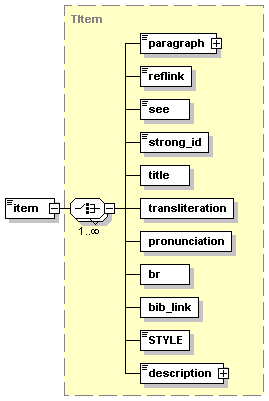 TItem
paragraph
reflink
see
strong_id
title
item
transliteration
1..∞
pronunciation
br
bib_link
STYLE
description